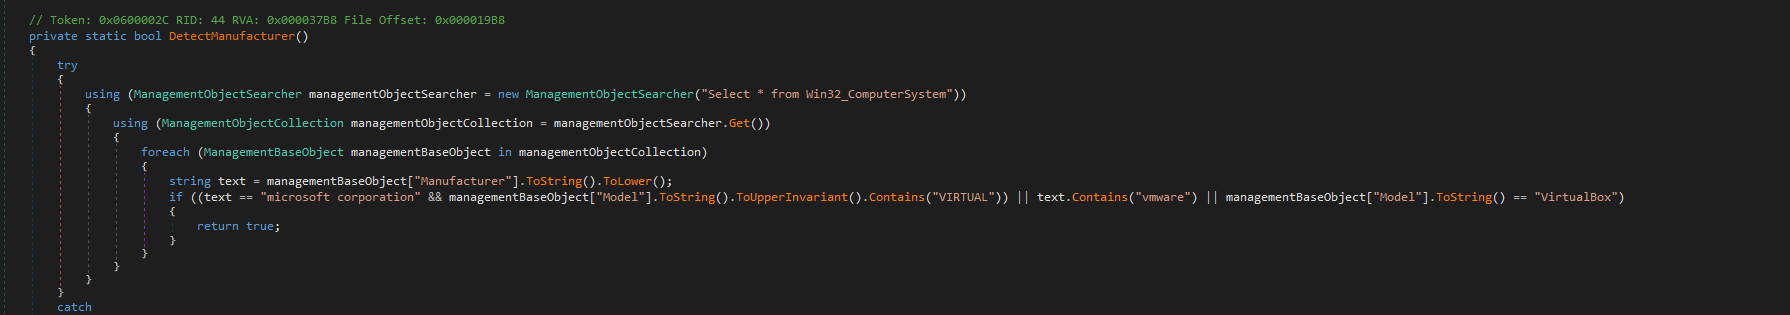 // Token: 0x0600002C RID: 44 RVA: 0x000037B8 File Offset: 0x000019B8
private static bool DetectManufacturer()
{
try
{
using (ManagementObjectSearcher managementObjectSearcher = new ManagementObjectSearcher("Select * from Win32_ComputerSystem"))
{
using (ManagementObjectCollection managementObjectCollection = managementObjectSearcher.Get())
{
foreach (ManagementBaseObject managementBaseObject in managementObjectCollection)
{
string text = managementBaseObject["Manufacturer"].ToString().ToLower();
if ((text == "microsoft corporation" && managementBaseObject["Model"].ToString().ToUpperInvariant().Contains("VIRTUAL")) || text.Contains("vmware") || managementBaseObject["Model"].ToString() == "VirtualBox")
{
return true;
}
}
}
}
}
catch